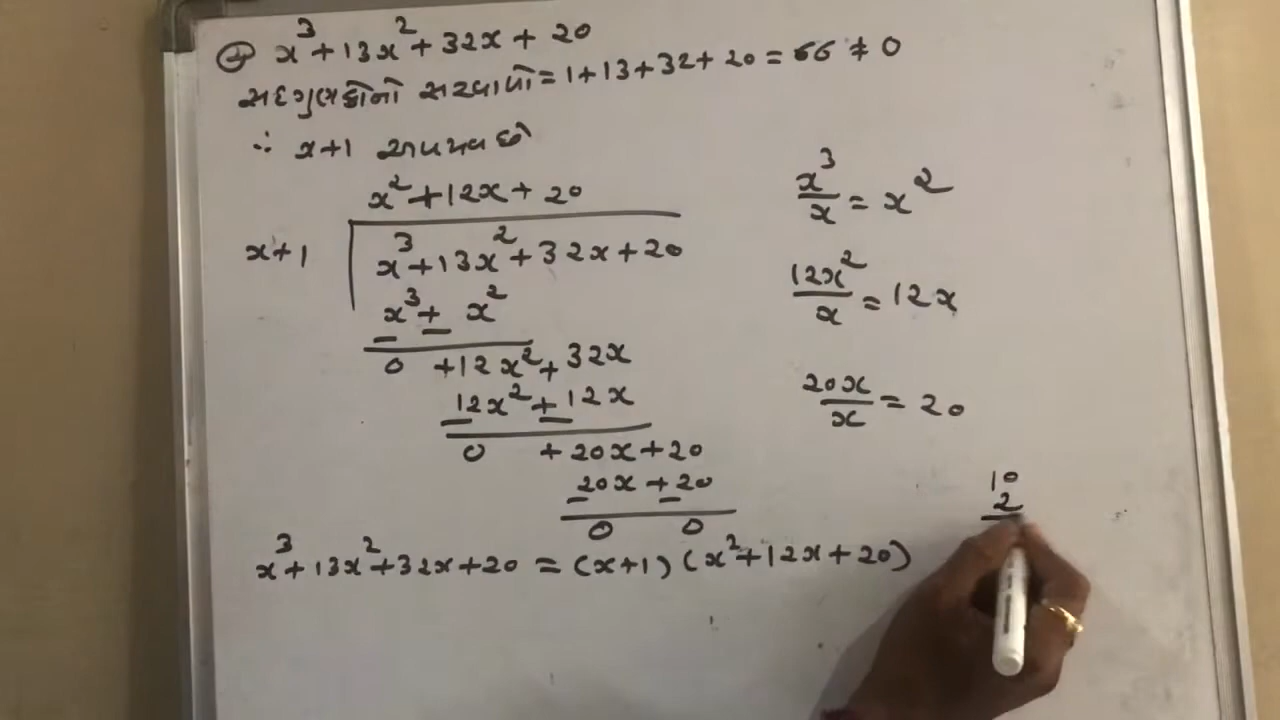 ૩ x³ + 13x² + 32x + 20
સહગુણકોનો સરવાળો = 1 + 13 + 32 + 20 = 66 ≠ 0
∴ x + 1 અવયવ છે
x² + 12x + 20
x + 1
x³ + 13x² + 32x + 20
x³ + x²
0 + 12x² + 32x
12x² + 12x
0 + 20x + 20
20x + 20
0 0
x³ + 13x² + 32x + 20 = (x + 1) (x² + 12x + 20)
x³/x = x²
12x²/x = 12x
20x/x = 20
10
2